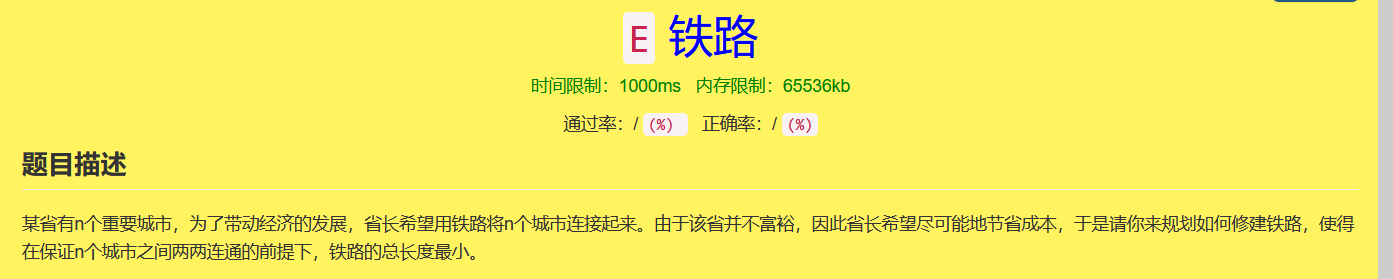 E 铁路
时间限制：1000ms 内存限制：65536kb
通过率：/ (%) 正确率：/ (%)
题目描述
某省有n个重要城市，为了带动经济的发展，省长希望用铁路将n个城市连接起来。由于该省并不富裕，因此省长希望尽可能地节省成本，于是请你来规划如何修建铁路，使得
在保证n个城市之间两两连通的前提下，铁路的总长度最小。